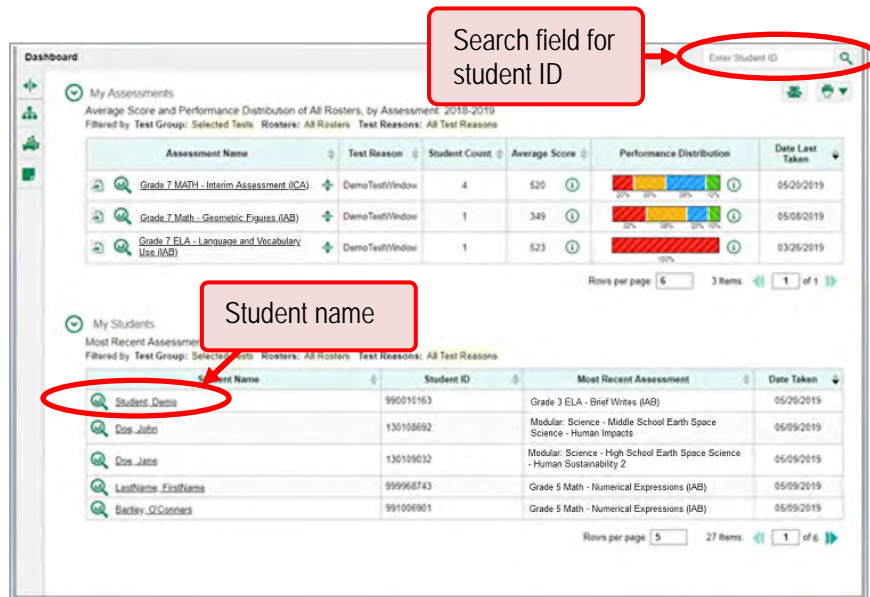 Search field for
student ID
Dashboard
Enter Student ID
My Assessments
Average Score and Performance Distribution of All Rosters, by Assessment: 2018-2019
Filtered by Test Group: Selected Tests Rosters: All Rosters Test Reasons: All Test Reasons
Assessment Name Test Reason Student Count Average Score Performance Distribution Date Last
Taken
Grade 7 MATH - Interim Assessment (ICA) DemoTestWindow 4 520 05/20/2019
Grade 7 Math - Geometric Figures (IAB) DemoTestWindow 1 349 05/08/2019
Grade 7 ELA - Language and Vocabulary
Use (IAB) DemoTestWindow 1 523 100% 03/26/2019
Rows per page: 6 3 Items 1 of 1
Student name
My Students
Most Recent Assessmen
Filtered by Test Group: Selected Tests Rosters: All Rosters Test Reasons: All Test Reasons
Student Name Student ID Most Recent Assessment Date Taken
Student, Demo 990010163 Grade 3 ELA - Brief Writes (IAB) 05/20/2019
Doe, John 130108692 Modular: Science - Middle School Earth Space
Science - Human Impacts 05/09/2019
Doe, Jane 130109032 Modular: Science - High School Earth Space Science
- Human Sustainability 2 05/09/2019
LastName, FirstName 999968743 Grade 5 Math - Numerical Expressions (IAB) 05/09/2019
Bartley, O'Conners 991006901 Grade 5 Math - Numerical Expressions (IAB) 05/09/2019
Rows per page: 5 27 Items 1 of 6